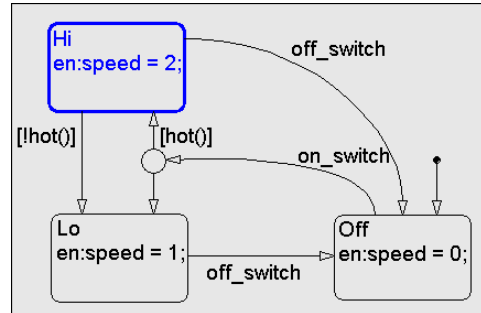 Hi
en:speed = 2;
off_switch
[!hot()]
[hot()]
on_switch
Lo
en:speed = 1;
off_switch
Off
en:speed = 0;